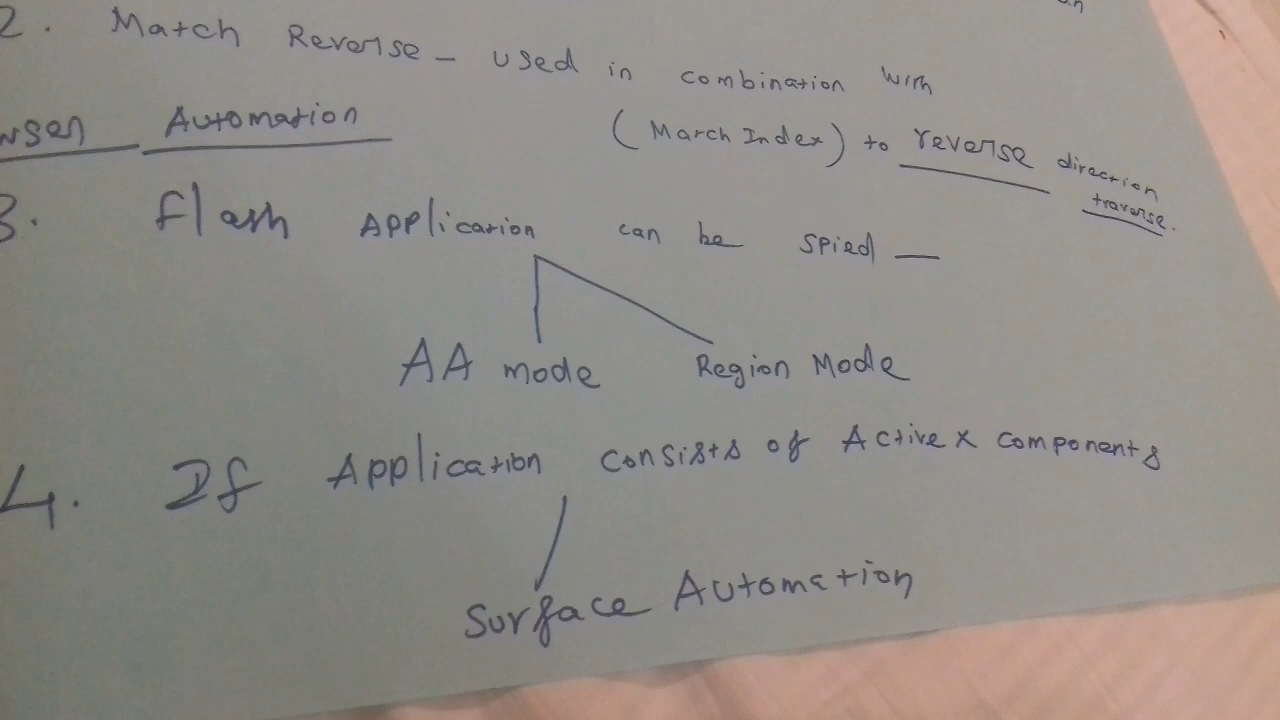 2. Match Reverse - used in combination with
(March Index) to reverse direction
traverse.
wser Automation
3. Flash Application can be spied —
AA mode Region Mode
4. If Application consists of Active X components
Surface Automation